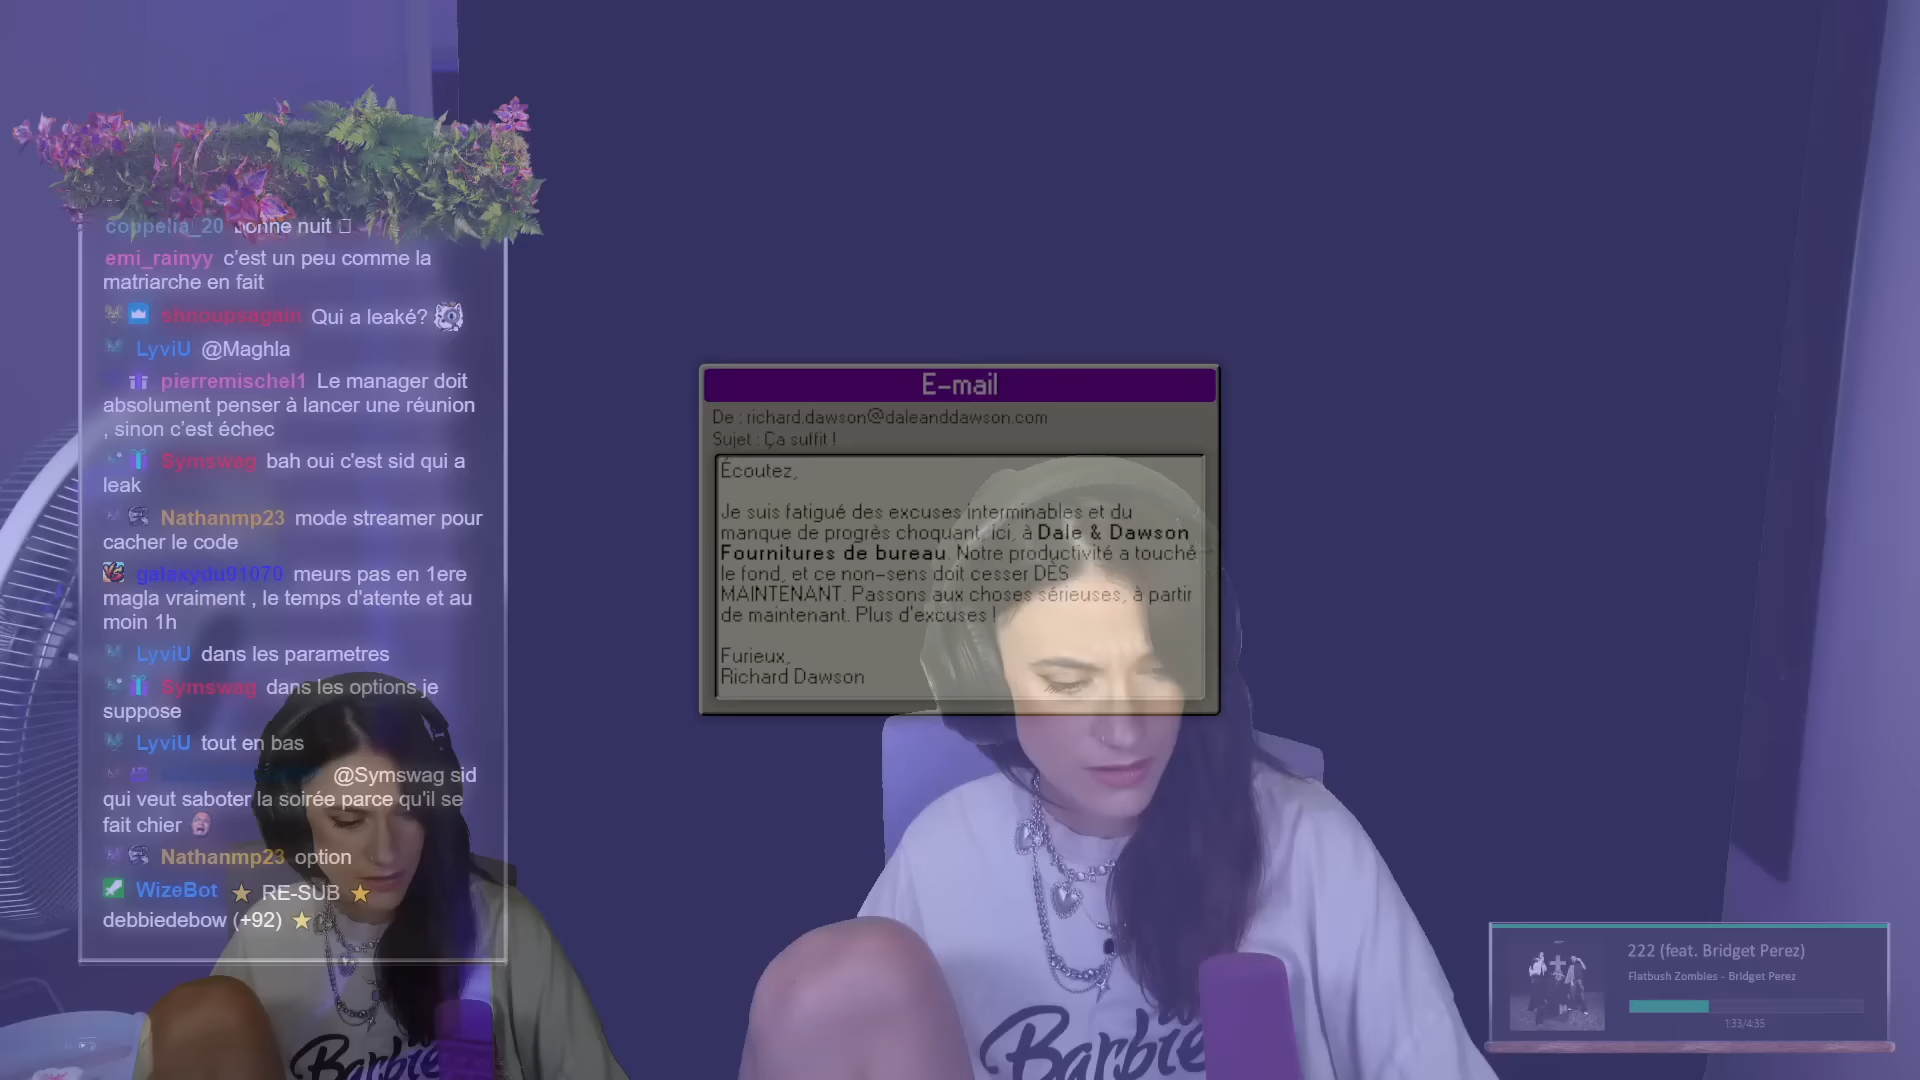 coppelia_20 bonne nuit
emi_rainyy c'est un peu comme la
matriarche en fait
shnoupsagain Qui a leaké?
LyviU @Maghla
pierremischel1 Le manager doit
absolument penser à lancer une réunion
, sinon c'est échec
Symswag bah oui c'est sid qui a
leak
Nathanmp23 mode streamer pour
cacher le code
galaxydu91070 meurs pas en 1ere
magla vraiment , le temps d'atente et au
moin 1h
LyviU dans les parametres
Symswag dans les options je
suppose
LyviU tout en bas
@Symswag sid
qui veut saboter la soirée parce qu'il se
fait chier
Nathanmp23 option
WizeBot ★ RE-SUB ★
debbiedebow (+92) ★
E-mail
De : richard.dawson@daleanddawson.com
Sujet : Ça suffit !
Écoutez,
Je suis fatigué des excuses interminables et du
manque de progrès choquant, ici, à Dale & Dawson
Fournitures de bureau. Notre productivité a touché
le fond, et ce non-sens doit cesser DÈS
MAINTENANT. Passons aux choses sérieuses, à partir
de maintenant. Plus d'excuses !
Furieux,
Richard Dawson
Barbie
Barbie
222 (feat. Bridget Perez)
Flatbush Zombies - Bridget Perez
1:33/4:35